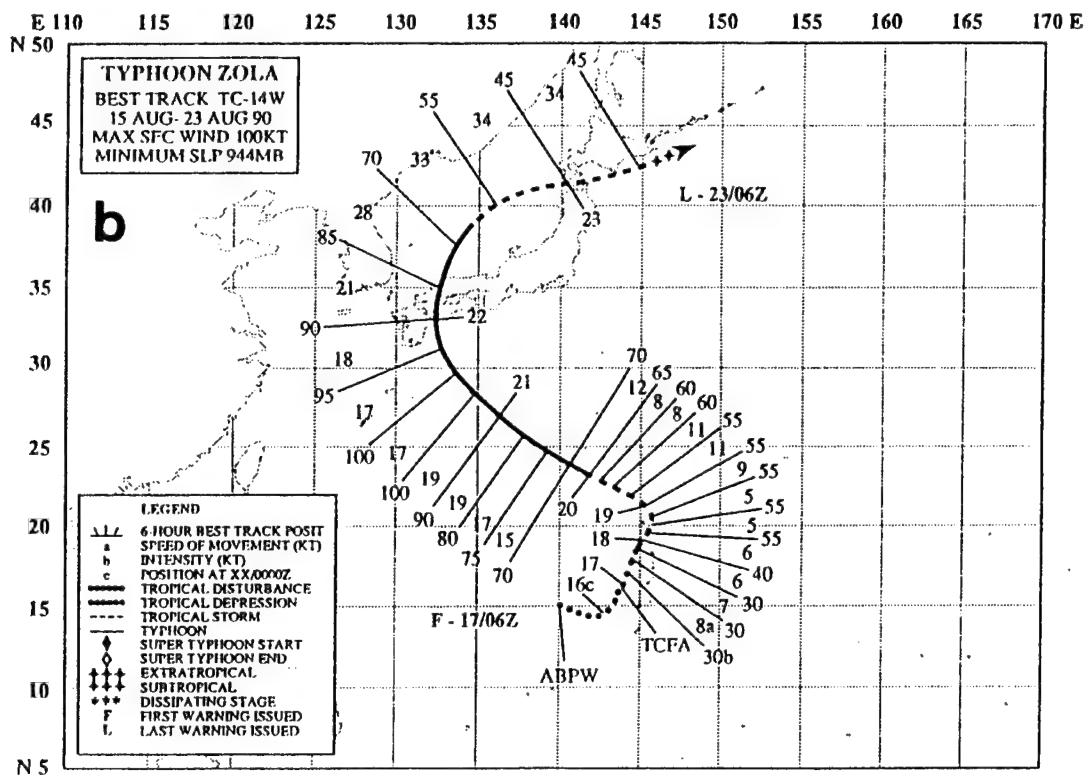 E 110 115 120 125 130 135 140 145 150 155 160 165 170 E
N 50
45
40
35
30
25
20
15
10
N 5
TYPHOON ZOLA
BEST TRACK TC-14W
15 AUG- 23 AUG 90
MAX SFC WIND 100KT
MINIMUM SLP 944MB
b
45
45
55
34
34
33
70
28
85
21
90
22
23
L - 23/06Z
18
95
17
100
17
100
19
90
21
19
80
17
75
15
70
70
12
65
8
60
8
60
11
55
11
55
9
55
5
55
5
55
6
40
6
30
7
30
8a
30b
20
19
18
17
16c
F - 17/06Z
TCFA
ABPW
LEGEND
6-HOUR BEST TRACK POSIT
a SPEED OF MOVEMENT (KT)
b INTENSITY (KT)
c POSITION AT XX/0000Z
TROPICAL DISTURBANCE
TROPICAL DEPRESSION
TROPICAL STORM
TYPHOON
SUPER TYPHOON START
SUPER TYPHOON END
EXTRATROPICAL
SUBTROPICAL
DISSIPATING STAGE
F FIRST WARNING ISSUED
L LAST WARNING ISSUED